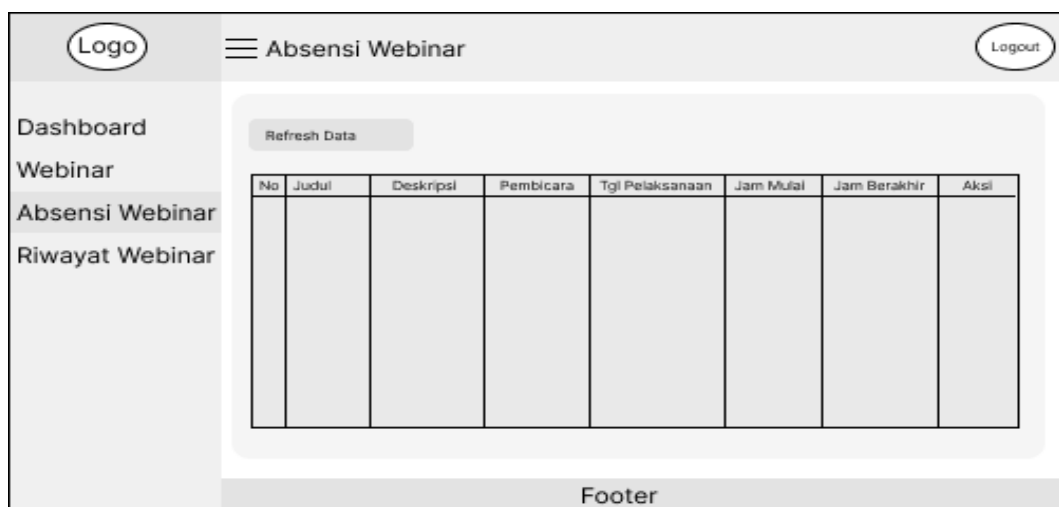 Logo
Absensi Webinar
Logout
Dashboard
Webinar
Absensi Webinar
Riwayat Webinar
Refresh Data
No Judul Deskripsi Pembicara Tgl Pelaksanaan Jam Mulai Jam Berakhir Aksi
Footer